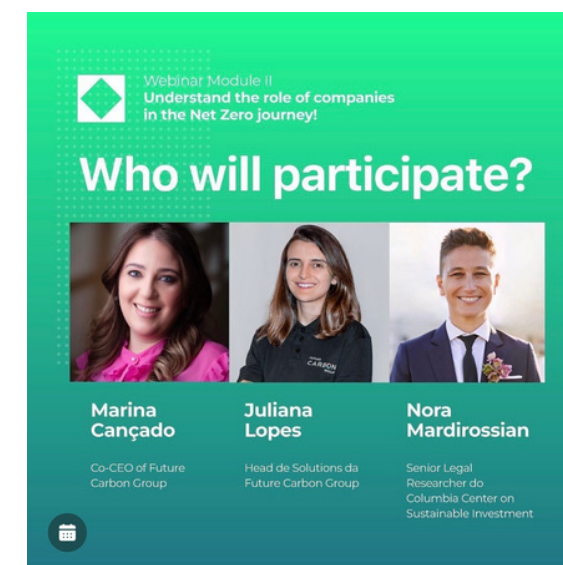 Webinar Module II
Understand the role of companies
in the Net Zero journey!
Who will participate?
CARBON
Marina
Cançado
Juliana
Lopes
Nora
Mardirossian
Co-CEO of Future
Carbon Group
Head de Solutions da
Future Carbon Group
Senior Legal
Researcher do
Columbia Center on
Sustainable Investment